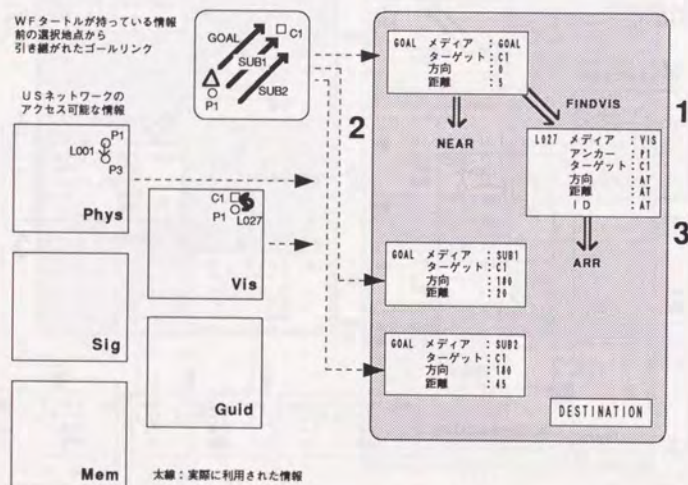 WFタートルが持っている情報
前の選択地点から
引き継がれたゴールリンク
GOAL
C1
SUB1
SUB2
P1
USネットワークの
アクセス可能な情報
P1
L001
P3
Phys
C1
P1
L027
Vis
Sig
Guid
Mem
太線：実際に利用された情報
2
GOAL メディア：GOAL
ターゲット：C1
方向：0
距離：5
NEAR
FINDVIS
1
L027 メディア：VIS
アンカー：P1
ターゲット：C1
方向：AT
距離：AT
ID：AT
3
ARR
GOAL メディア：SUB1
ターゲット：C1
方向：180
距離：20
GOAL メディア：SUB2
ターゲット：C1
方向：180
距離：45
DESTINATION